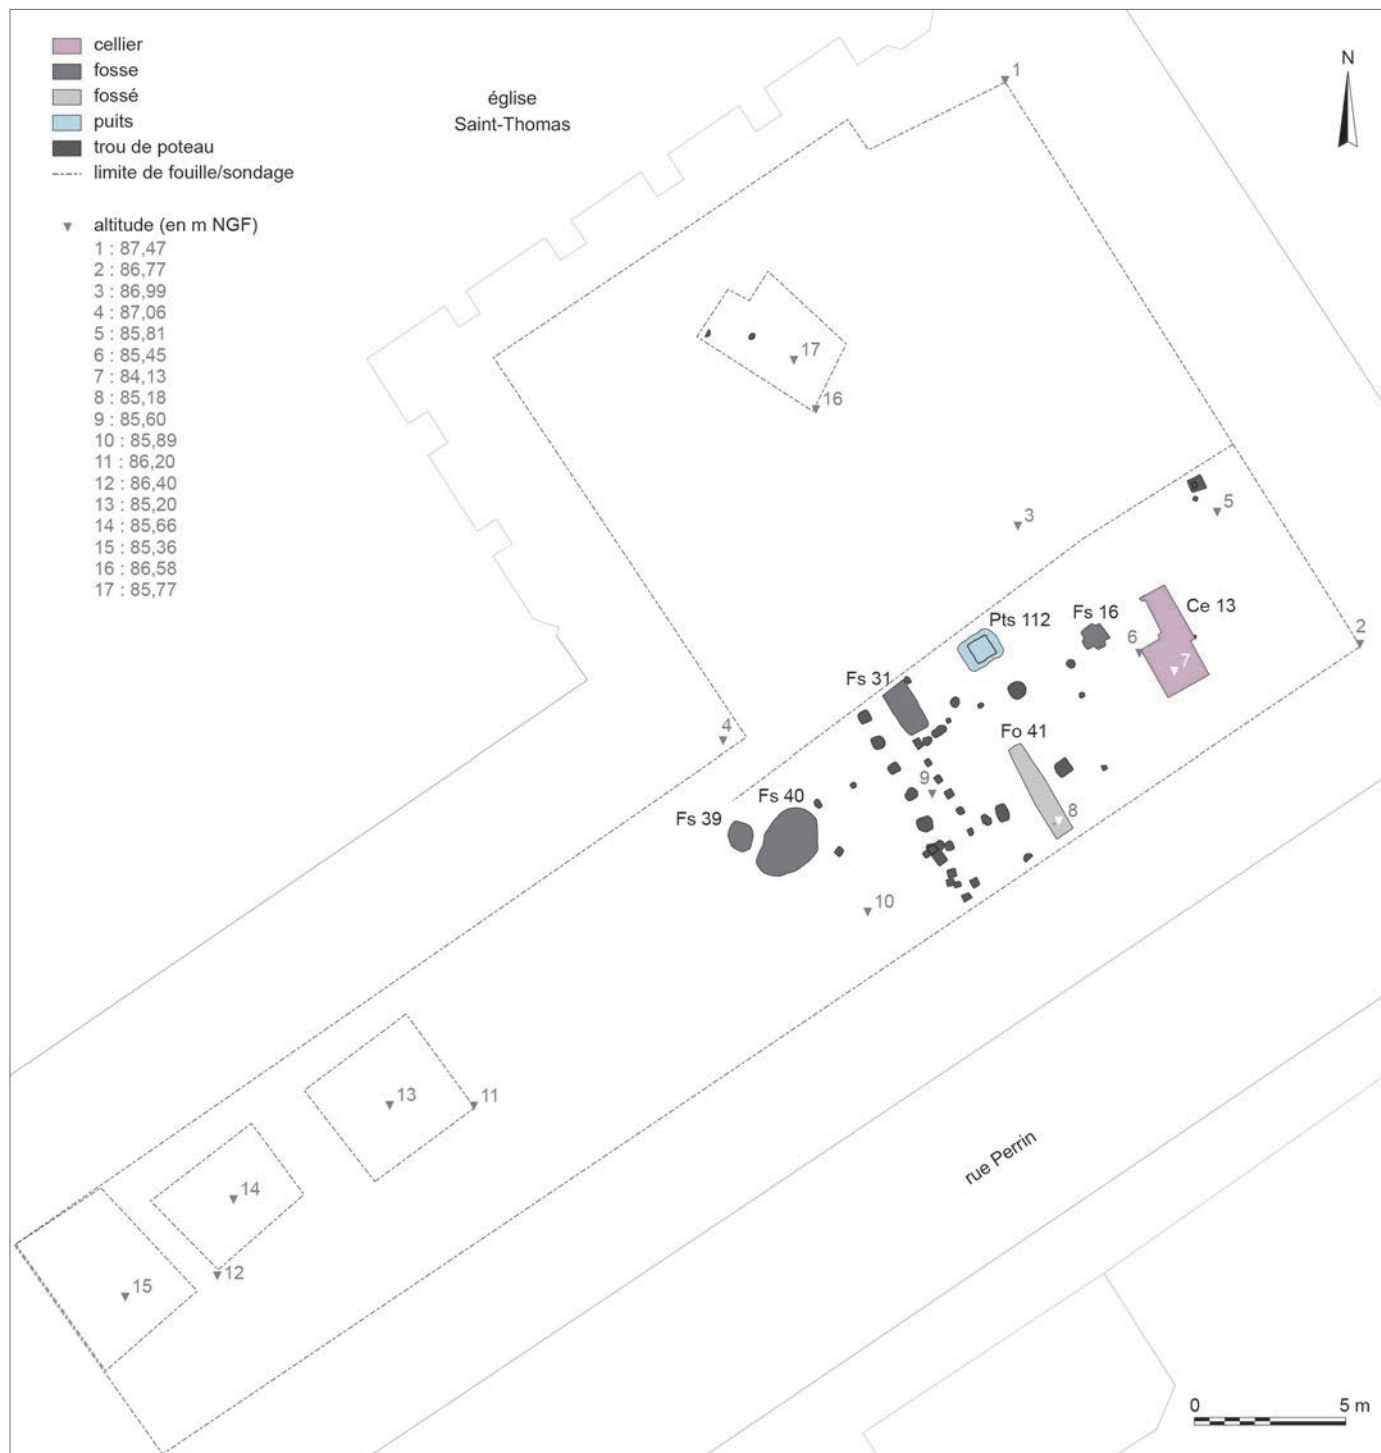 cellier
fosse
fossé
puits
trou de poteau
limite de fouille/sondage
altitude (en m NGF)
1 : 87,47
2 : 86,77
3 : 86,99
4 : 87,06
5 : 85,81
6 : 85,45
7 : 84,13
8 : 85,18
9 : 85,60
10 : 85,89
11 : 86,20
12 : 86,40
13 : 85,20
14 : 85,66
15 : 85,36
16 : 86,58
17 : 85,77
église
Saint-Thomas
N
1
17
16
5
3
Ce 13
Fs 16
Pts 112
2
6
7
Fs 31
4
Fo 41
9
Fs 40
8
Fs 39
10
13
11
rue Perrin
14
12
15
0 5 m